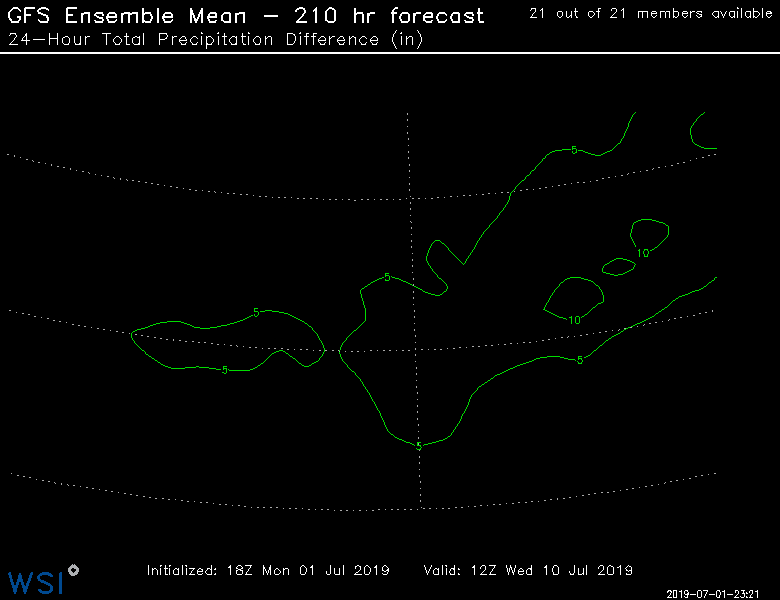 GFS Ensemble Mean – 210 hr forecast
21 out of 21 members available
24–Hour Total Precipitation Difference (in)
5
10
5
10
5
5
5
5
Initialized: 18Z Mon 01 Jul 2019
Valid: 12Z Wed 10 Jul 2019
WSI
2019–07–01–23:21